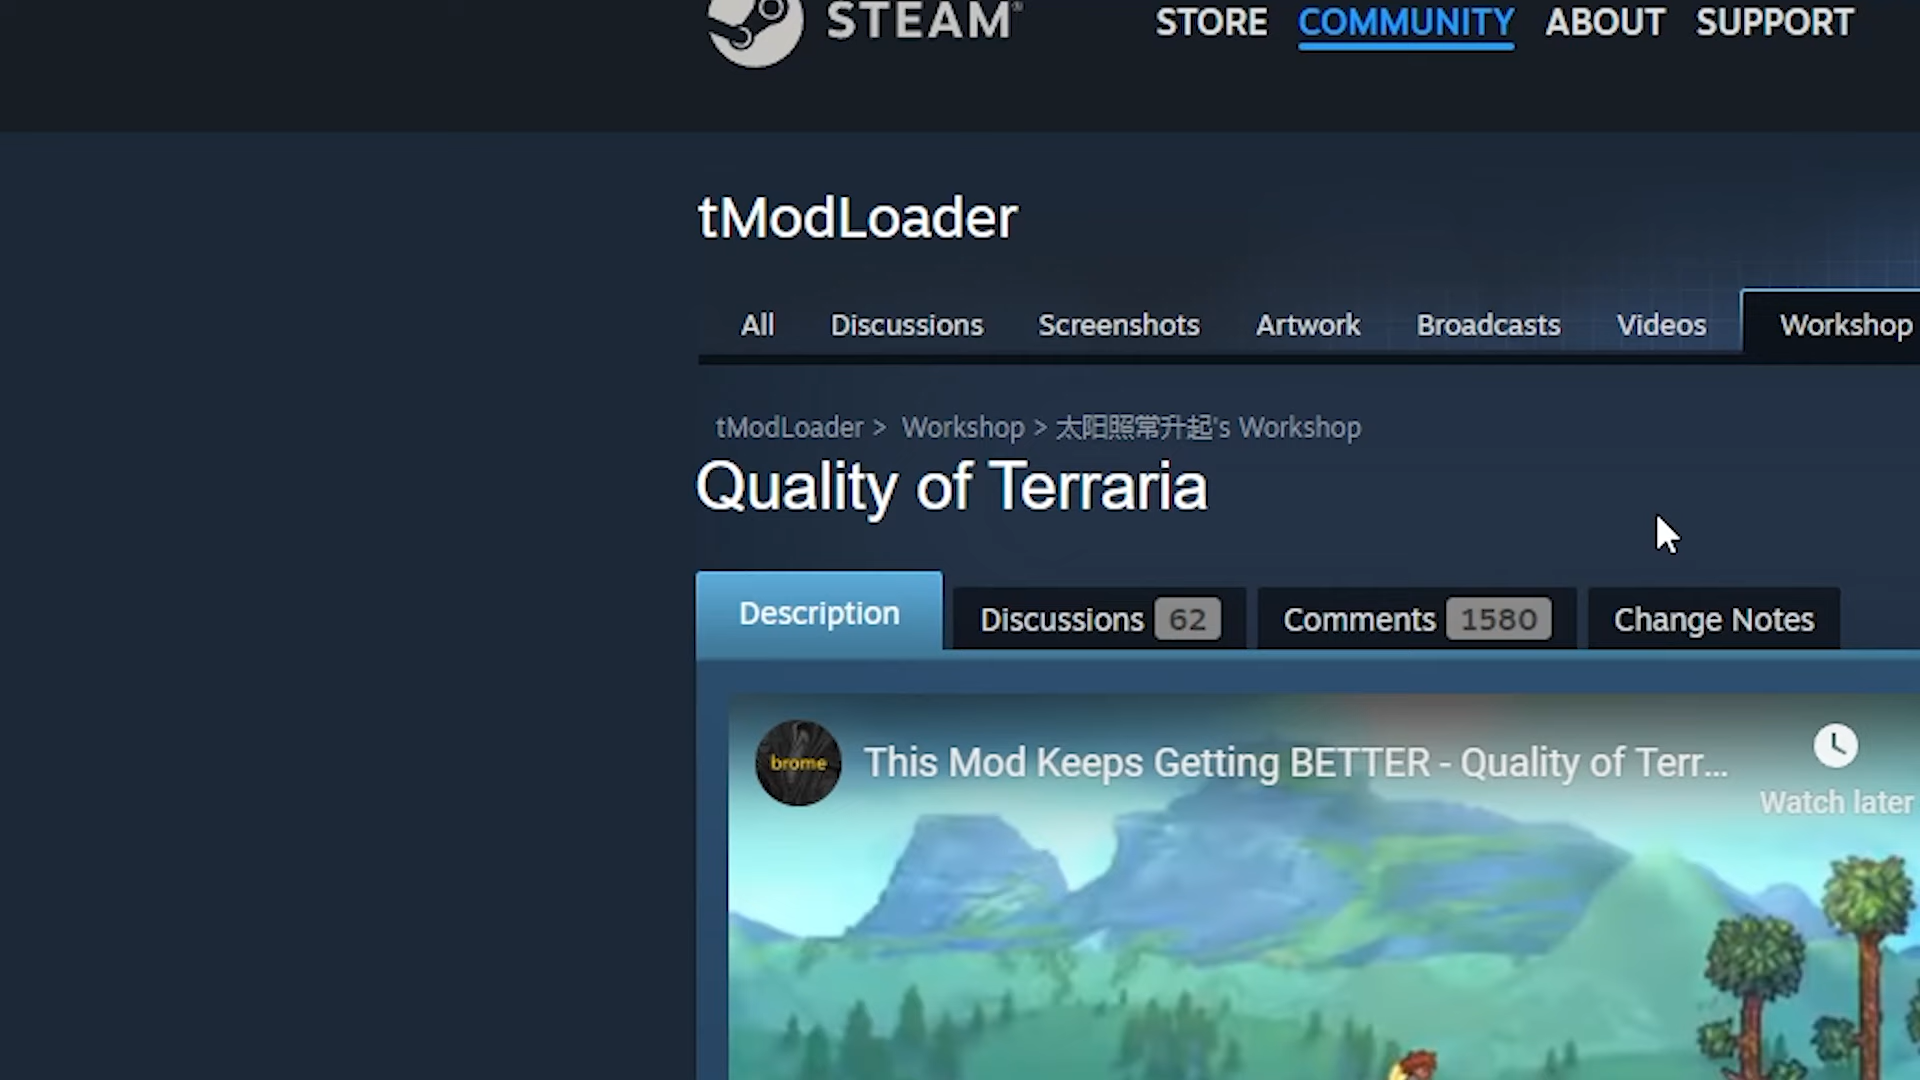 STEAM®
STORE COMMUNITY ABOUT SUPPORT
tModLoader
All Discussions Screenshots Artwork Broadcasts Videos Workshop
tModLoader > Workshop > 太阳照常升起's Workshop
Quality of Terraria
Description Discussions 62 Comments 1580 Change Notes
brome
This Mod Keeps Getting BETTER - Quality of Terr...
Watch later